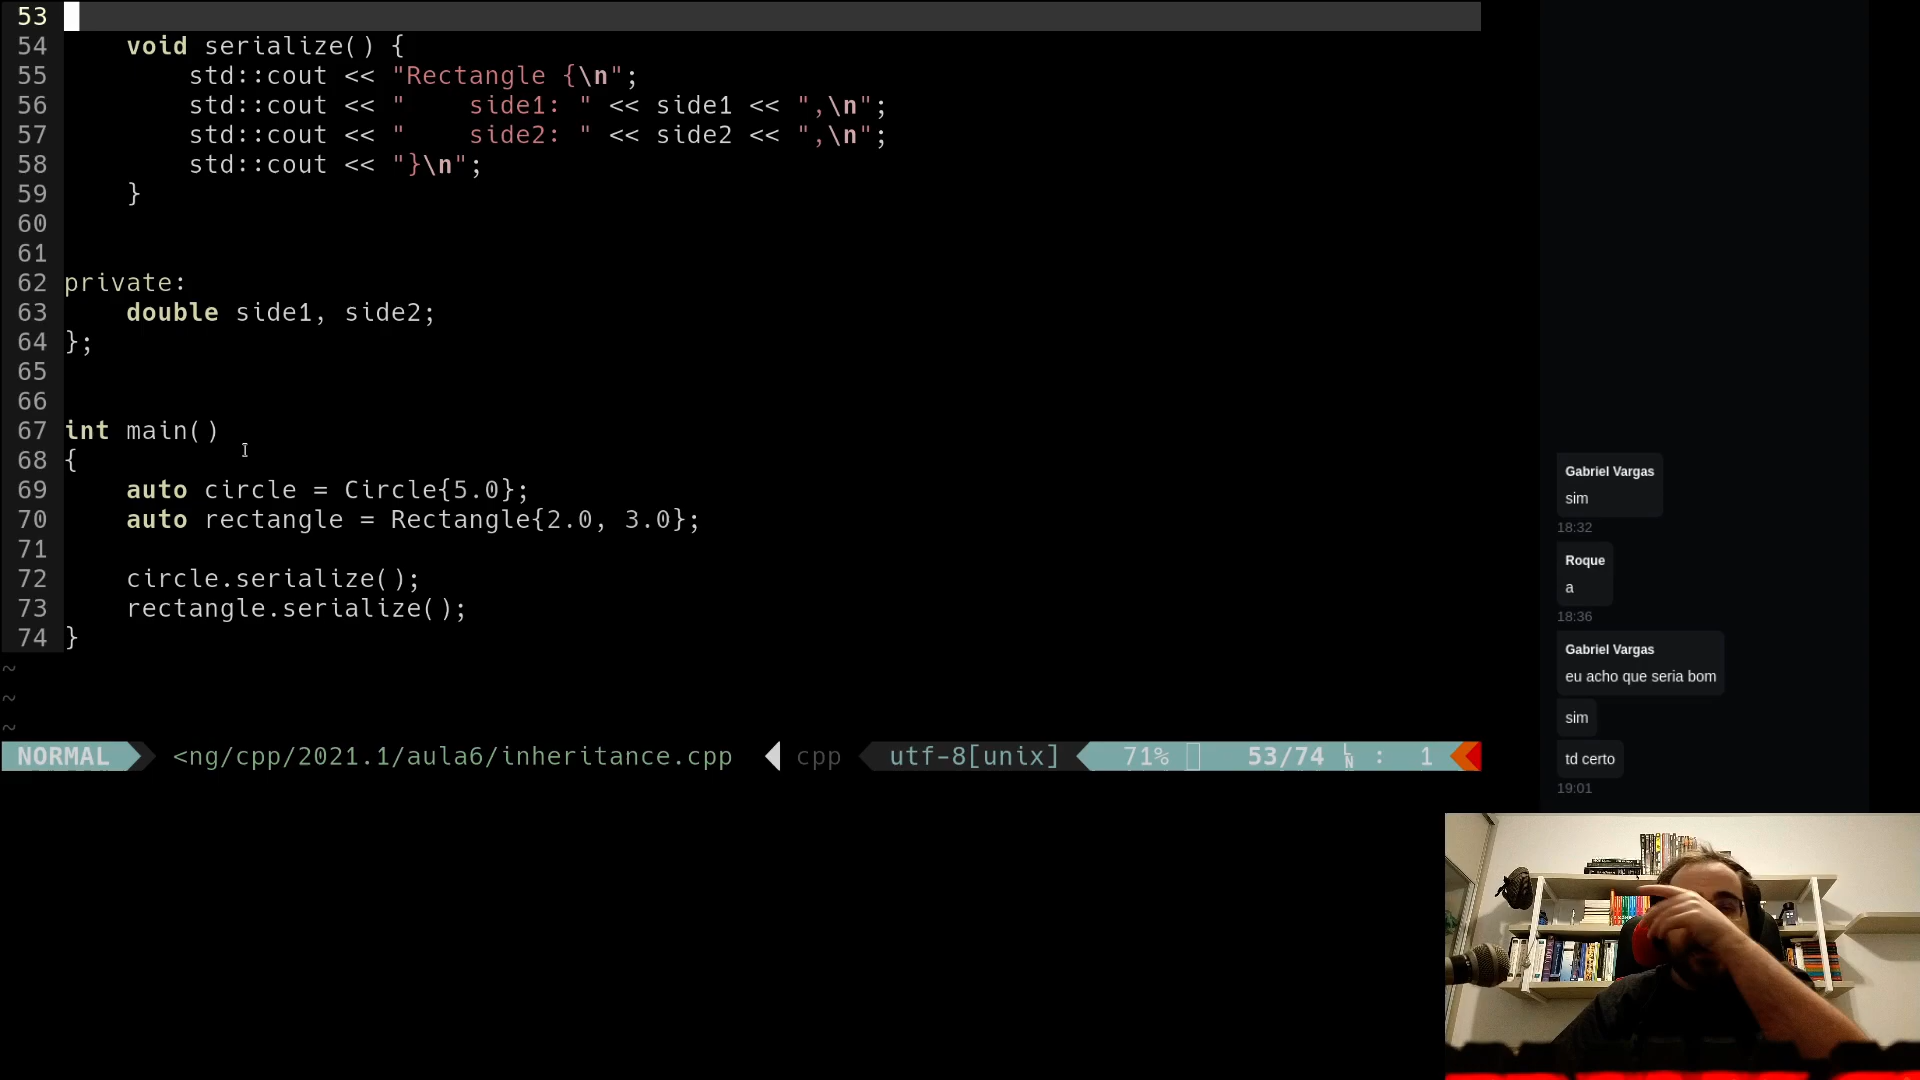 53
54     void serialize() {
55         std::cout << "Rectangle {\n";
56         std::cout << "    side1: " << side1 << ",\n";
57         std::cout << "    side2: " << side2 << ",\n";
58         std::cout << "}\n";
59     }
60
61
62 private:
63     double side1, side2;
64 };
65
66
67 int main()
68 {
69     auto circle = Circle{5.0};
70     auto rectangle = Rectangle{2.0, 3.0};
71
72     circle.serialize();
73     rectangle.serialize();
74 }
~
~
~
NORMAL <ng/cpp/2021.1/aula6/inheritance.cpp cpp utf-8[unix] 71% 53/74 LN : 1
Gabriel Vargas
sim
18:32
Roque
a
18:36
Gabriel Vargas
eu acho que seria bom
sim
td certo
19:01